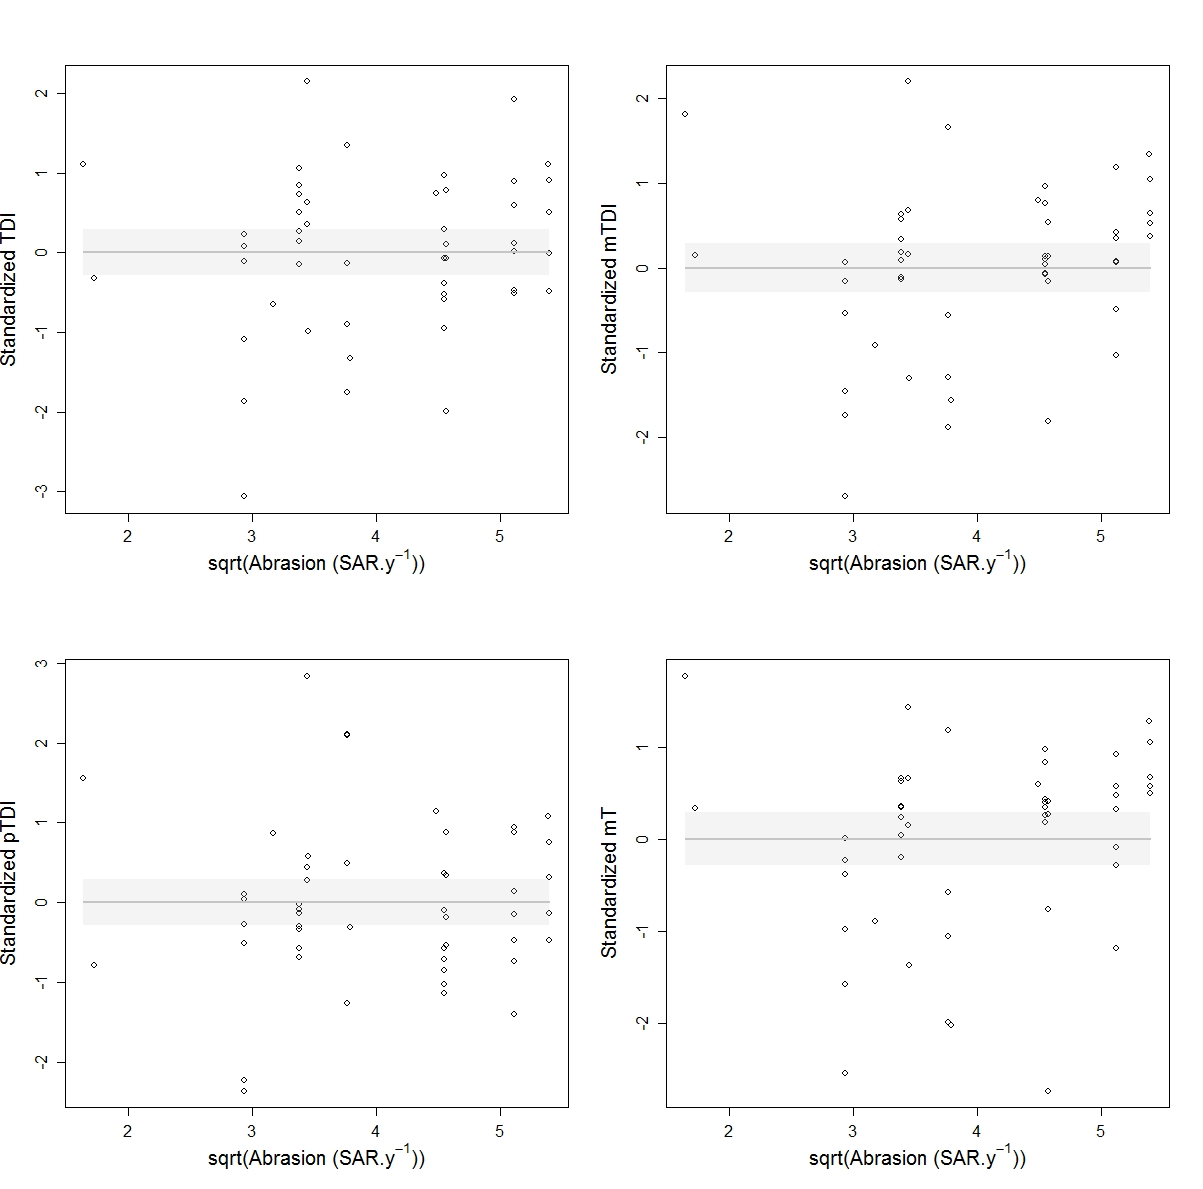 Standardized TDI
2
1
0
-1
-2
-3
2 3 4 5
sqrt(Abrasion (SAR.y−1))
Standardized mTDI
2
1
0
-1
-2
2 3 4 5
sqrt(Abrasion (SAR.y−1))
Standardized pTDI
3
2
1
0
-1
-2
2 3 4 5
sqrt(Abrasion (SAR.y−1))
Standardized mT
1
0
-1
-2
2 3 4 5
sqrt(Abrasion (SAR.y−1))